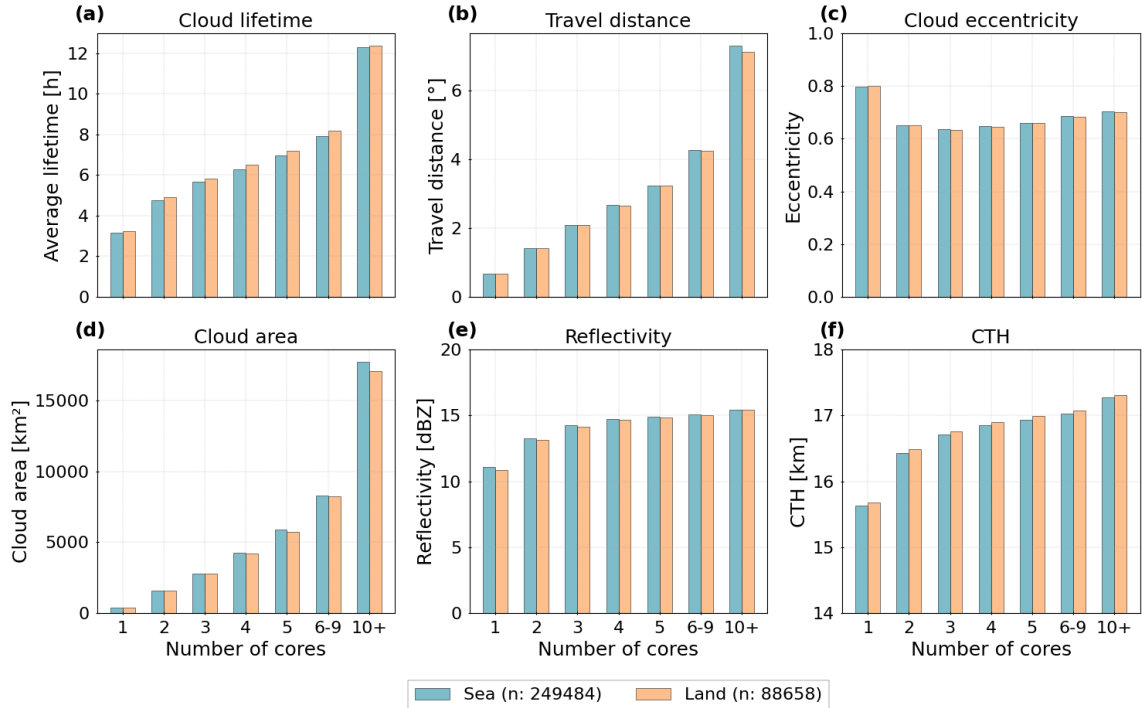 (a) Cloud lifetime
Average lifetime [h]
12
10
8
6
4
2
0
(b) Travel distance
Travel distance [°]
6
4
2
0
(c) Cloud eccentricity
Eccentricity
1.0
0.8
0.6
0.4
0.2
0.0
(d) Cloud area
Cloud area [km²]
15000
10000
5000
0
1 2 3 4 5 6-9 10+
Number of cores
(e) Reflectivity
Reflectivity [dBZ]
20
15
10
5
0
1 2 3 4 5 6-9 10+
Number of cores
(f) CTH
CTH [km]
18
17
16
15
14
1 2 3 4 5 6-9 10+
Number of cores
Sea (n: 249484) Land (n: 88658)